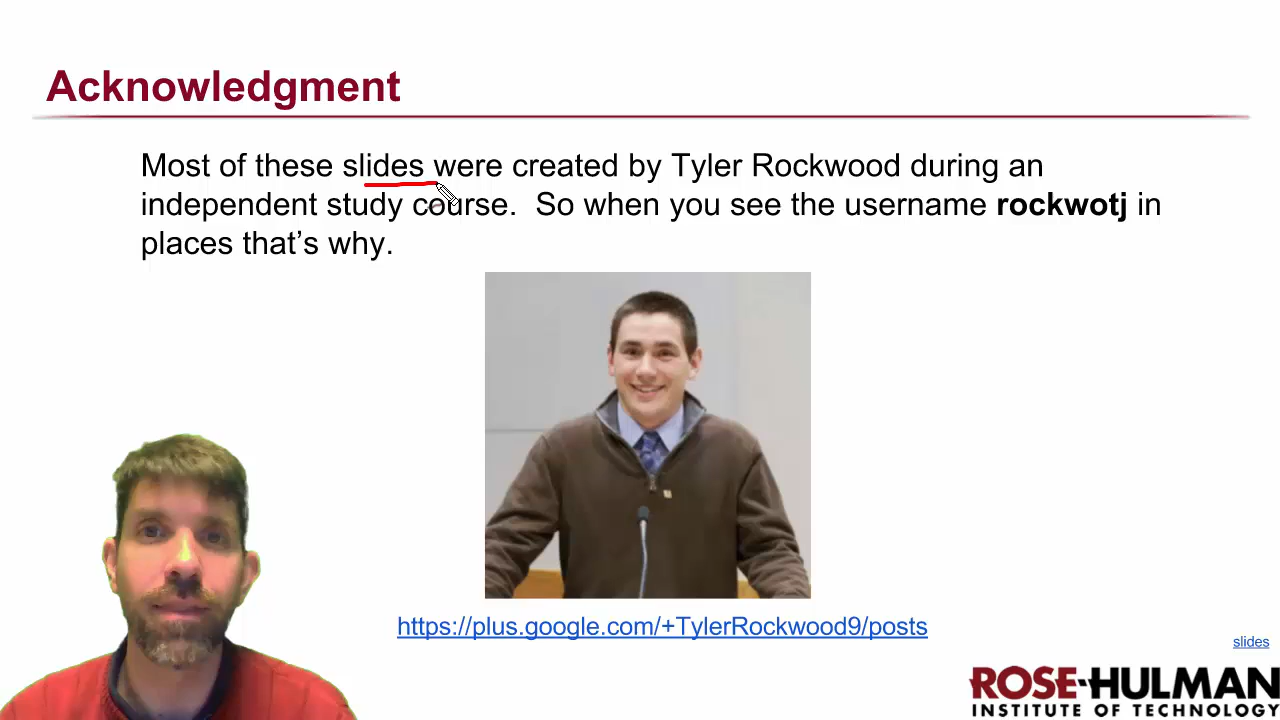 Acknowledgment
Most of these slides were created by Tyler Rockwood during an
independent study course.  So when you see the username rockwotj in
places that’s why.
https://plus.google.com/+TylerRockwood9/posts
slides
ROSE-HULMAN
INSTITUTE OF TECHNOLOGY